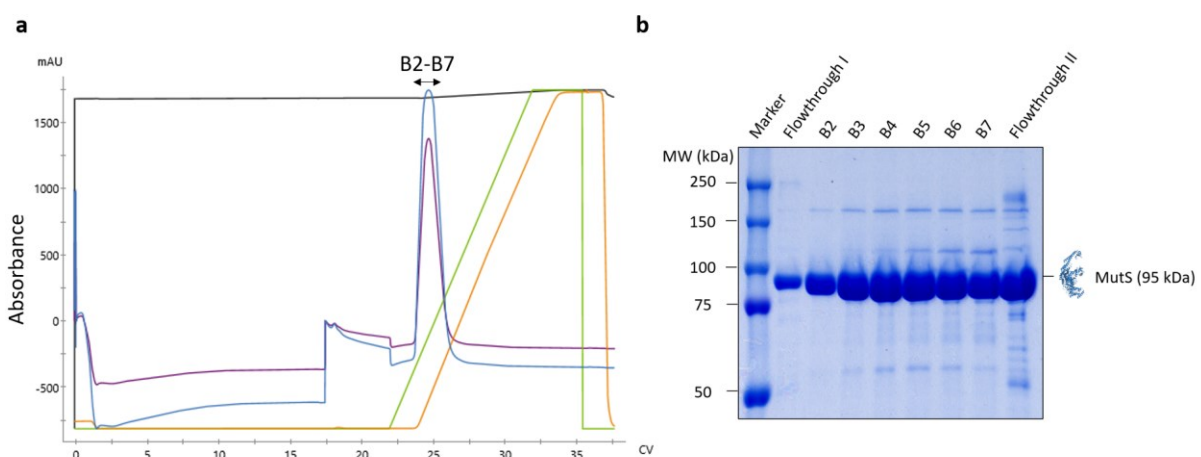 a
mAU
B2-B7
1500
1000
500
0
-500
Absorbance
0 5 10 15 20 25 30 35 CV
b
Marker Flowthrough I B2 B3 B4 B5 B6 B7 Flowthrough II
MW (kDa)
250
150
100
75
50
MutS (95 kDa)